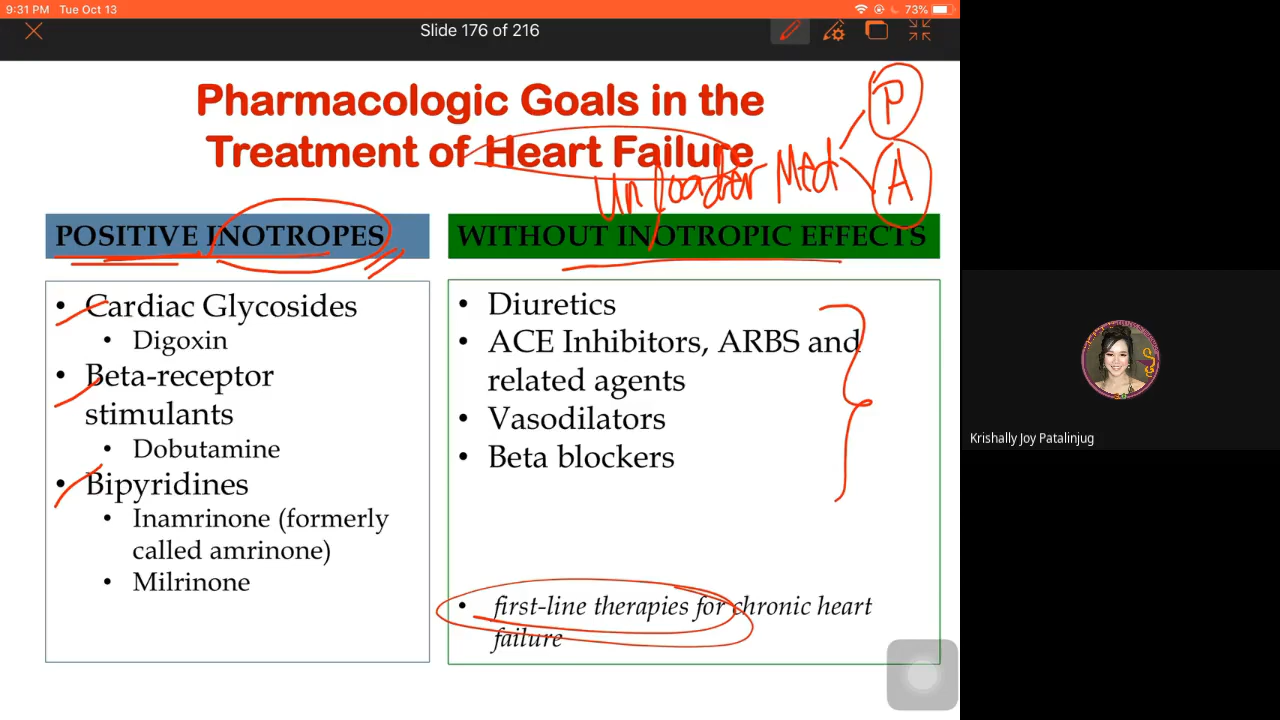 9:31 PM Tue Oct 13
73%
Slide 176 of 216
Pharmacologic Goals in the
Treatment of Heart Failure
Unloader Med
P
A
POSITIVE INOTROPES
• Cardiac Glycosides
• Digoxin
• Beta-receptor
stimulants
• Dobutamine
• Bipyridines
• Inamrinone (formerly
called amrinone)
• Milrinone
WITHOUT INOTROPIC EFFECTS
• Diuretics
• ACE Inhibitors, ARBS and
related agents
• Vasodilators
• Beta blockers
• first-line therapies for chronic heart
failure
Krishally Joy Patalinjug